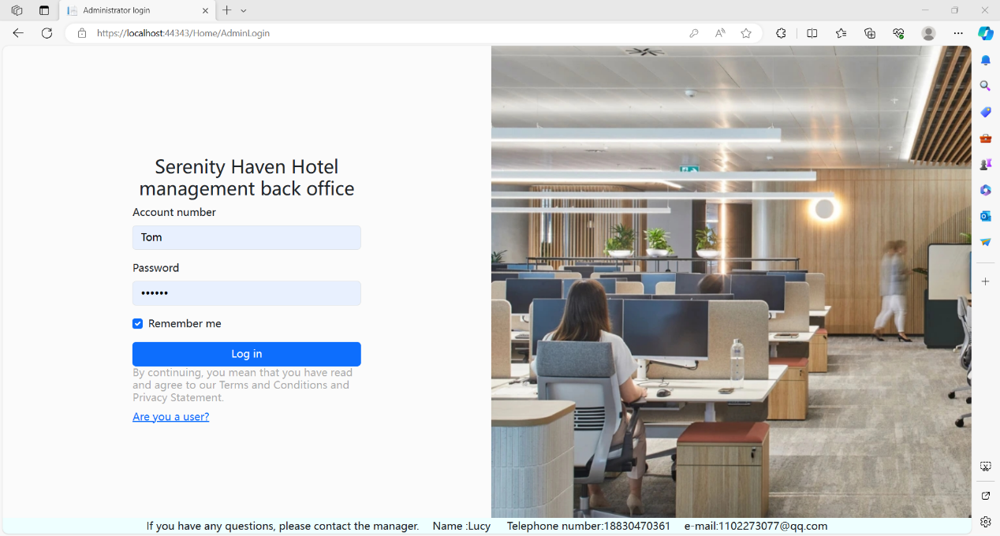 Administrator login
https://localhost:44343/Home/AdminLogin
Serenity Haven Hotel
management back office
Account number
Tom
Password
••••••
Remember me
Log in
By continuing, you mean that you have read
and agree to our Terms and Conditions and
Privacy Statement.
Are you a user?
If you have any questions, please contact the manager. Name :Lucy Telephone number:18830470361 e-mail:1102273077@qq.com